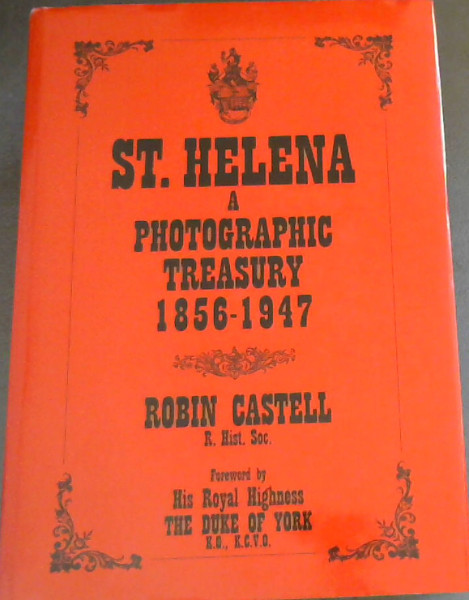 ST. HELENA
A
PHOTOGRAPHIC
TREASURY
1856-1947
ROBIN CASTELL
R. Hist. Soc.
Foreword by
His Royal Highness
THE DUKE OF YORK
K.G., K.C.V.O.